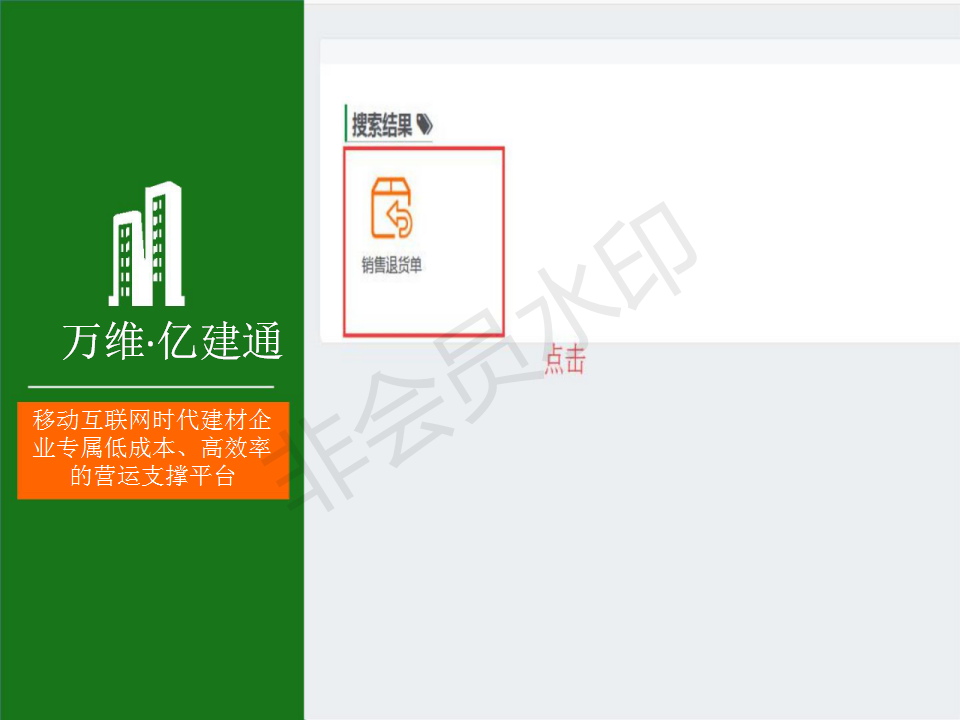 万维·亿建通
移动互联网时代建材企
业专属低成本、高效率
的营运支撑平台
搜索结果
销售退货单
点击
非会员水印